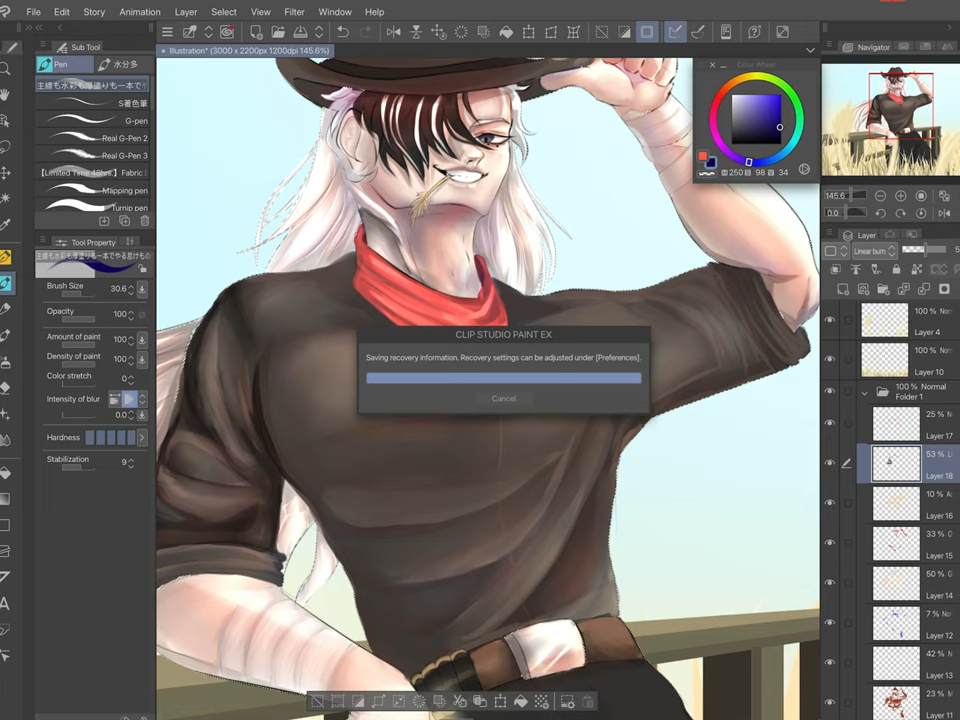 File Edit Story Animation Layer Select View Filter Window Help
Sub Tool
Illustration* (3000 x 2200px 1200dpi 145.6%)
Pen
水分多
S著色筆
G-pen
Real G-Pen 2
Real G-Pen 3
【Limited Time 48hrs.】Fabric
Mapping pen
Turnip pen
Tool Property
Brush Size 30.6
Opacity 100
Amount of paint 100
Density of paint 100
Color stretch 0
Intensity of blur
0.0
Hardness
Stabilization 9
CLIP STUDIO PAINT EX
Saving recovery information. Recovery settings can be adjusted under [Preferences].
Cancel
Color Wheel
H 250 S 98 V 34
Navigator
145.6
0.0
Layer
Linear burn
100 %
Layer 4
100 %
Layer 10
100 % Normal
Folder 1
25 %
Layer 17
53 %
Layer 18
10 %
Layer 16
33 %
Layer 15
50 %
Layer 14
7 %
Layer 12
42 %
Layer 13
23 %
Layer 11